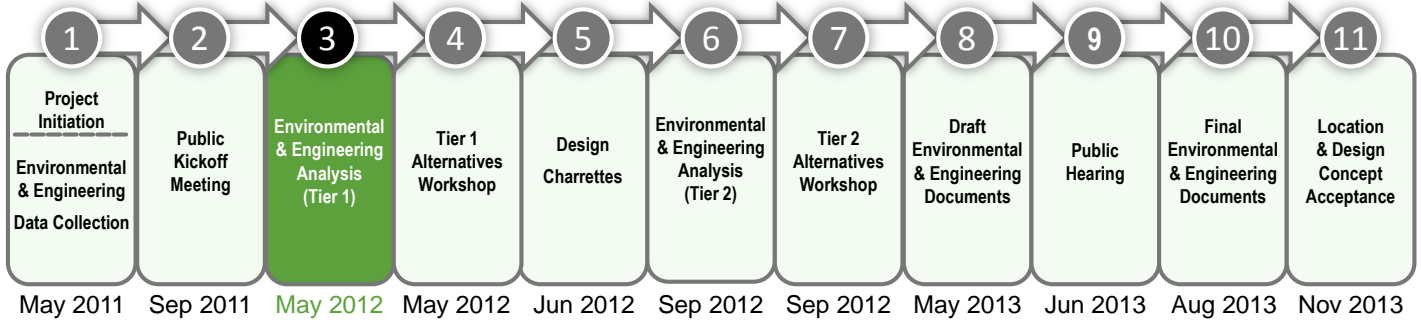 1
Project
Initiation
Environmental
& Engineering
Data Collection
May 2011
2
Public
Kickoff
Meeting
Sep 2011
3
Environmental
& Engineering
Analysis
(Tier 1)
May 2012
4
Tier 1
Alternatives
Workshop
May 2012
5
Design
Charrettes
Jun 2012
6
Environmental
& Engineering
Analysis
(Tier 2)
Sep 2012
7
Tier 2
Alternatives
Workshop
Sep 2012
8
Draft
Environmental
& Engineering
Documents
May 2013
9
Public
Hearing
Jun 2013
10
Final
Environmental
& Engineering
Documents
Aug 2013
11
Location
& Design
Concept
Acceptance
Nov 2013